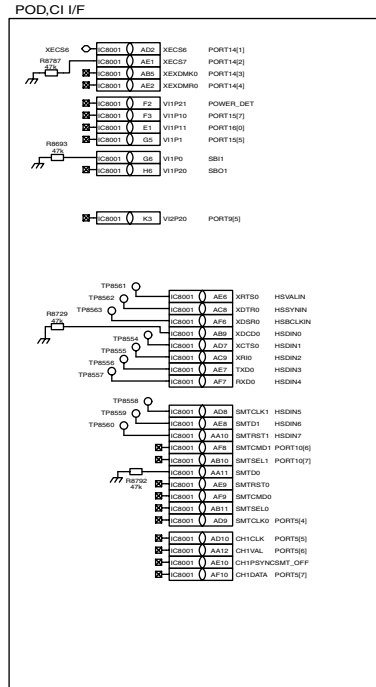 POD,CI I/F
XECS6 IC8001 AD2 XECS6 PORT14[1]
R8787 47k IC8001 AE1 XECS7 PORT14[2]
IC8001 AB5 XEXDMK0 PORT14[3]
IC8001 AE2 XEXDMR0 PORT14[4]
IC8001 F2 VI1P21 POWER_DET
IC8001 F3 VI1P10 PORT15[7]
IC8001 E1 VI1P11 PORT16[0]
IC8001 G5 VI1P1 PORT15[5]
R8693 47k IC8001 G6 VI1P0 SBI1
IC8001 H6 VI1P20 SBO1
IC8001 K3 VI2P20 PORT9[5]
TP8561 IC8001 AE6 XRTS0 HSVALIN
TP8562 IC8001 AC8 XDTR0 HSSYNIN
TP8563 IC8001 AF6 XDSR0 HSBCLKIN
R8729 47k IC8001 AB9 XDCD0 HSDIN0
TP8554 IC8001 AD7 XCTS0 HSDIN1
TP8555 IC8001 AC9 XRI0 HSDIN2
TP8556 IC8001 AE7 TXD0 HSDIN3
TP8557 IC8001 AF7 RXD0 HSDIN4
TP8558 IC8001 AD8 SMTCLK1 HSDIN5
TP8559 IC8001 AE8 SMTD1 HSDIN6
TP8560 IC8001 AA10 SMTRST1 HSDIN7
IC8001 AF8 SMTCMD1 PORT10[6]
IC8001 AB10 SMTSEL1 PORT10[7]
R8792 47k IC8001 AA11 SMTD0
IC8001 AE9 SMTRST0
IC8001 AF9 SMTCMD0
IC8001 AB11 SMTSEL0
IC8001 AD9 SMTCLK0 PORT5[4]
IC8001 AD10 CH1CLK PORT5[5]
IC8001 AA12 CH1VAL PORT5[6]
IC8001 AE10 CH1PSYNCSMT_OFF
IC8001 AF10 CH1DATA PORT5[7]